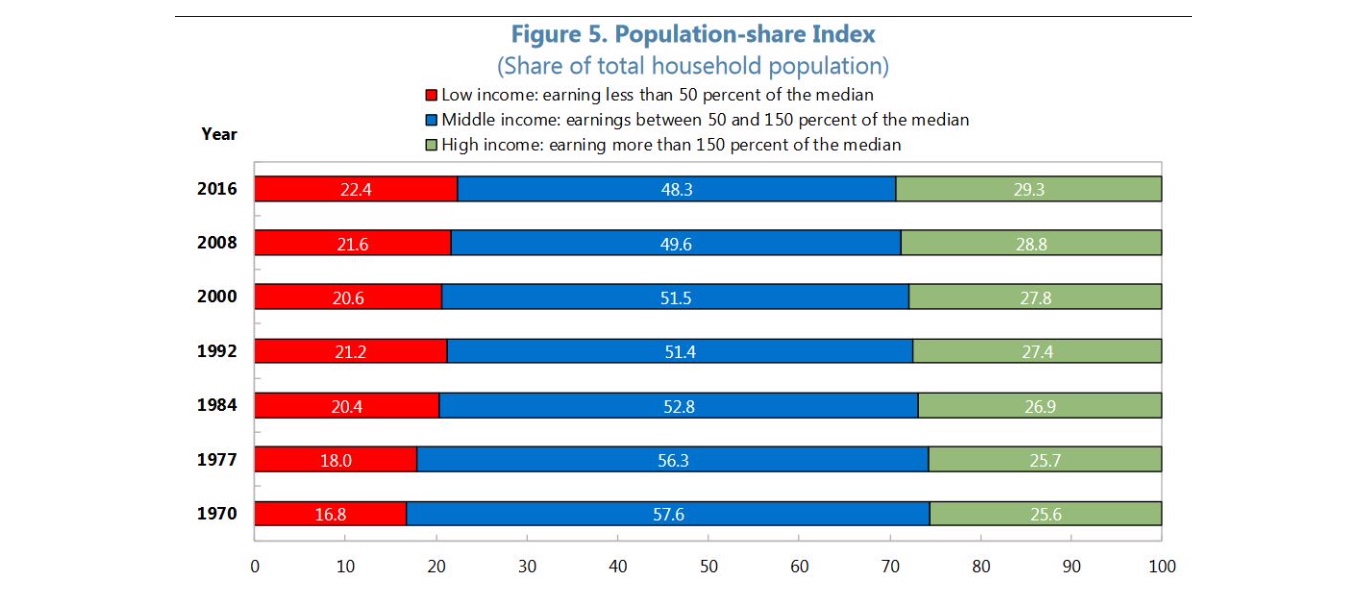 Figure 5. Population-share Index
(Share of total household population)
Low income: earning less than 50 percent of the median
Middle income: earnings between 50 and 150 percent of the median
High income: earning more than 150 percent of the median
Year
2016 22.4 48.3 29.3
2008 21.6 49.6 28.8
2000 20.6 51.5 27.8
1992 21.2 51.4 27.4
1984 20.4 52.8 26.9
1977 18.0 56.3 25.7
1970 16.8 57.6 25.6
0 10 20 30 40 50 60 70 80 90 100